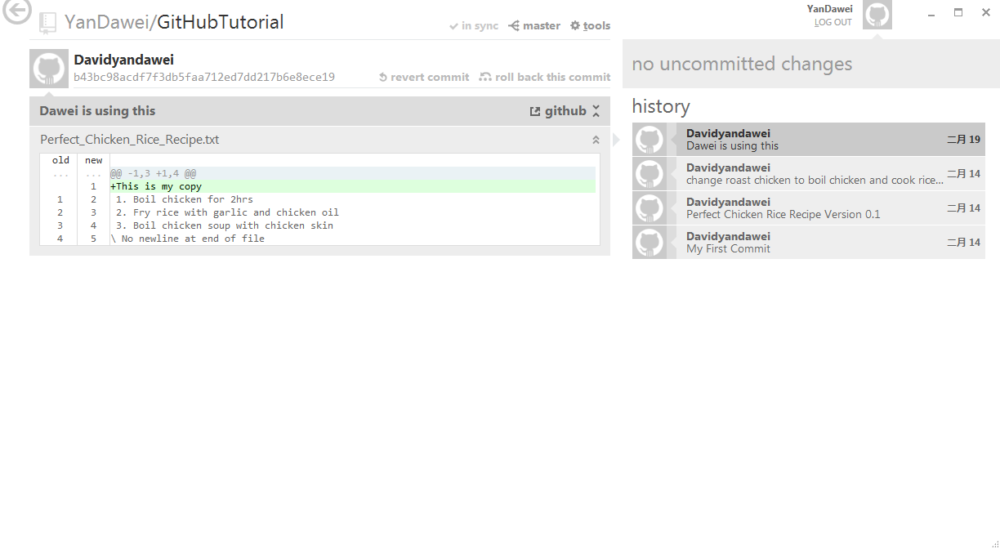 YanDawei/GitHubTutorial
in sync master tools
YanDawei
LOG OUT
Davidyandawei
b43bc98acdf7f3db5faa712ed7dd217b6e8ece19
revert commit roll back this commit
Dawei is using this
github
Perfect_Chicken_Rice_Recipe.txt
old new
... ... @@ -1,3 +1,4 @@
1 +This is my copy
1 2 1. Boil chicken for 2hrs
2 3 2. Fry rice with garlic and chicken oil
3 4 3. Boil chicken soup with chicken skin
4 5 \ No newline at end of file
no uncommitted changes
history
Davidyandawei
Dawei is using this
二月 19
Davidyandawei
change roast chicken to boil chicken and cook rice...
二月 14
Davidyandawei
Perfect Chicken Rice Recipe Version 0.1
二月 14
Davidyandawei
My First Commit
二月 14